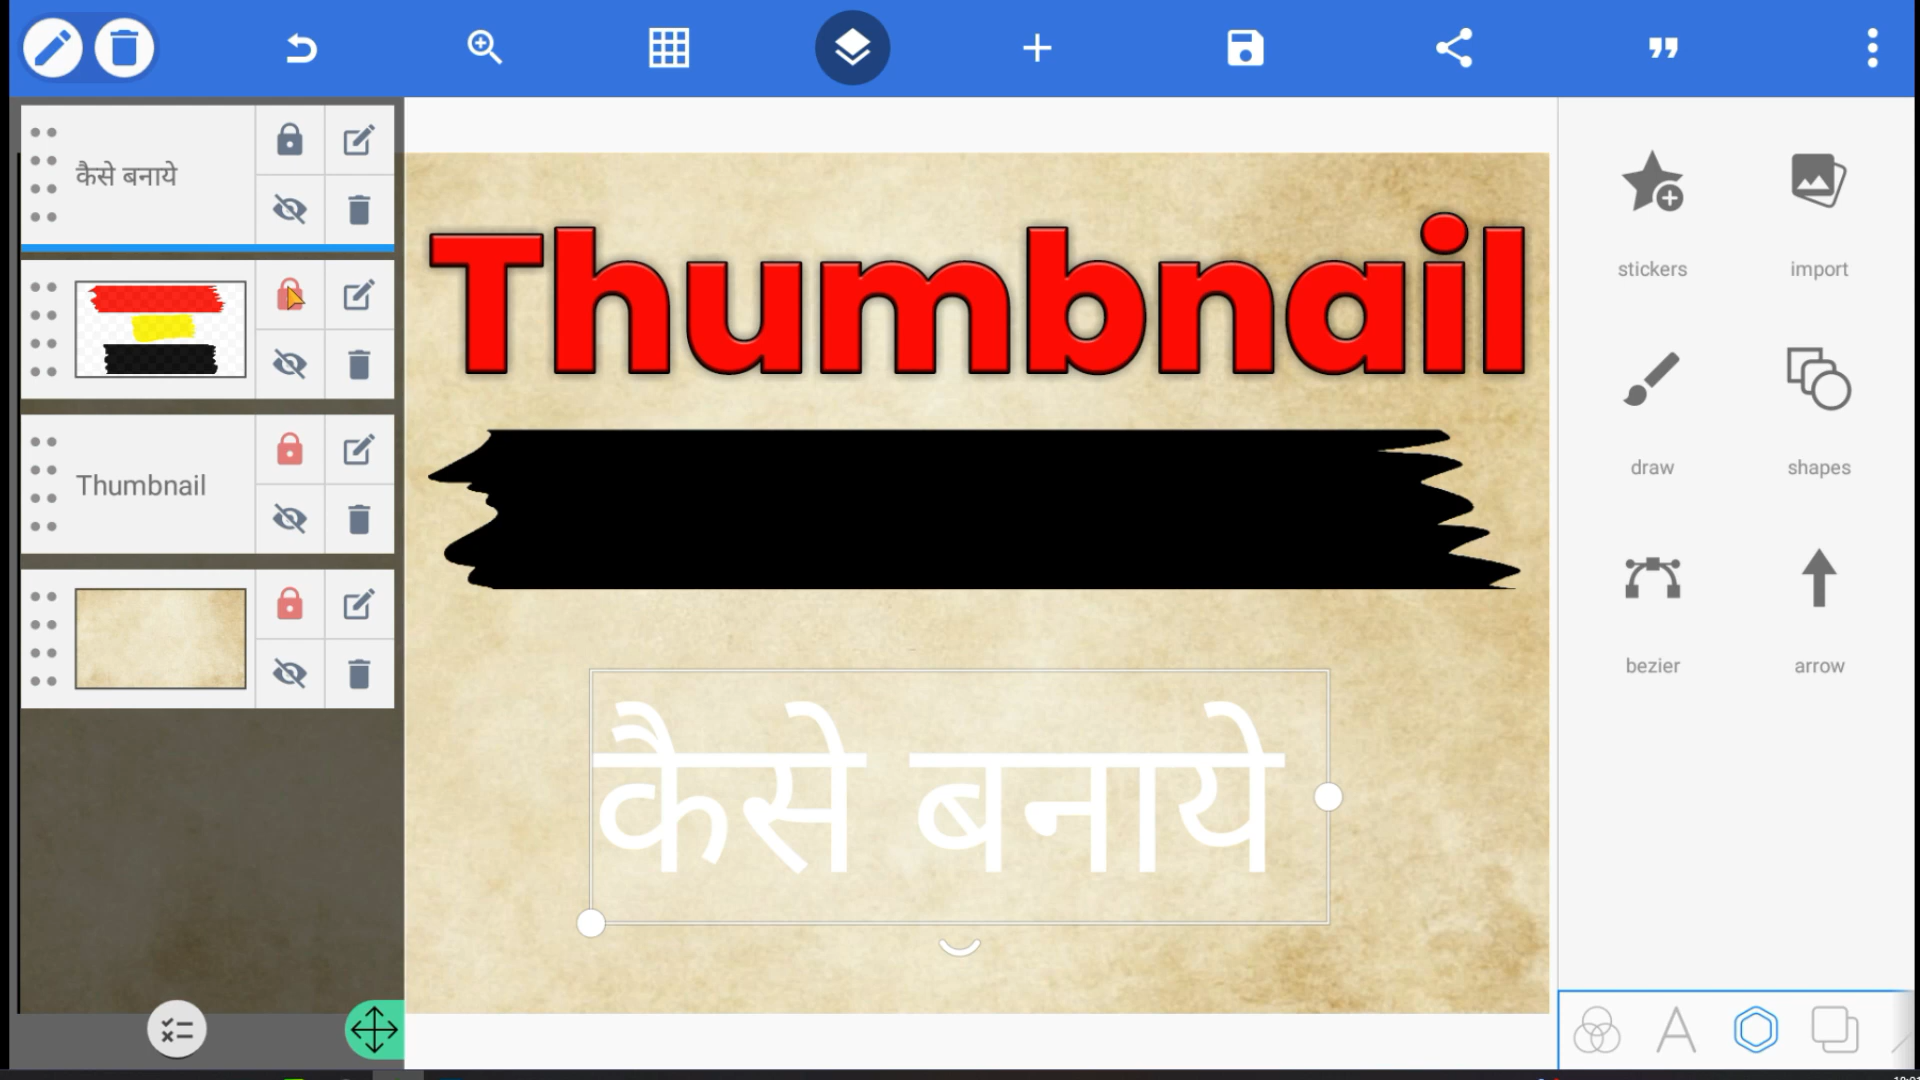 कैसे बनाये
Thumbnail
Thumbnail
कैसे बनाये
stickers
import
draw
shapes
bezier
arrow